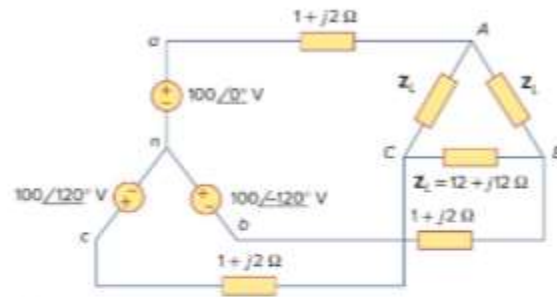 1 + j2 Ω
A
a
+
−
100/0° V
Z_L
Z_L
n
C
B
100/120° V
−
+
+
−
100/−120° V
Z_L = 12 + j12 Ω
1 + j2 Ω
c
b
1 + j2 Ω